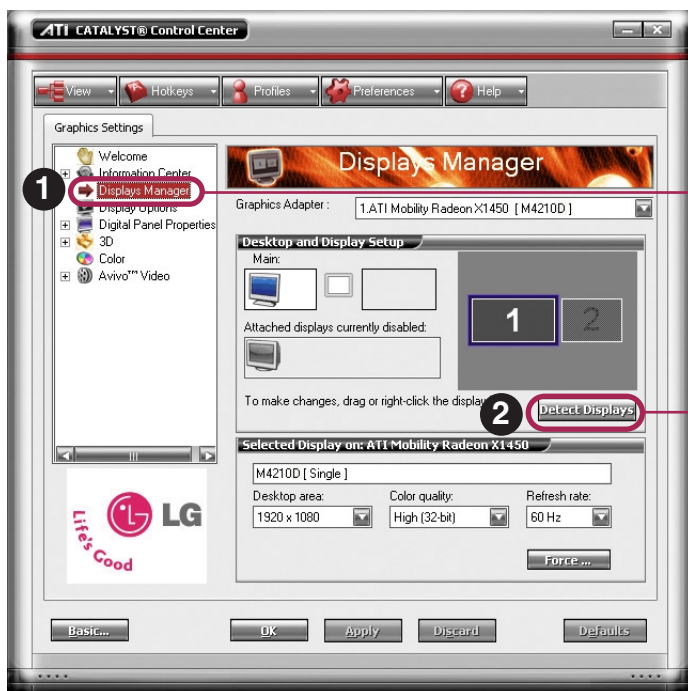 ATI CATALYST® Control Center
View
Hotkeys
Profiles
Preferences
Help
Graphics Settings
Welcome
Information Center
1
Displays Manager
Display Options
Digital Panel Properties
3D
Color
Avivo™ Video
Displays Manager
Graphics Adapter :
1.ATI Mobility Radeon X1450 [ M4210D ]
Desktop and Display Setup
Main:
1
2
Attached displays currently disabled:
To make changes, drag or right-click the display
2
Detect Displays
Selected Display on: ATI Mobility Radeon X1450
M4210D [ Single ]
Desktop area:
Color quality:
Refresh rate:
1920 x 1080
High (32-bit)
60 Hz
Force ...
Life's Good
LG
Basic...
OK
Apply
Discard
Defaults